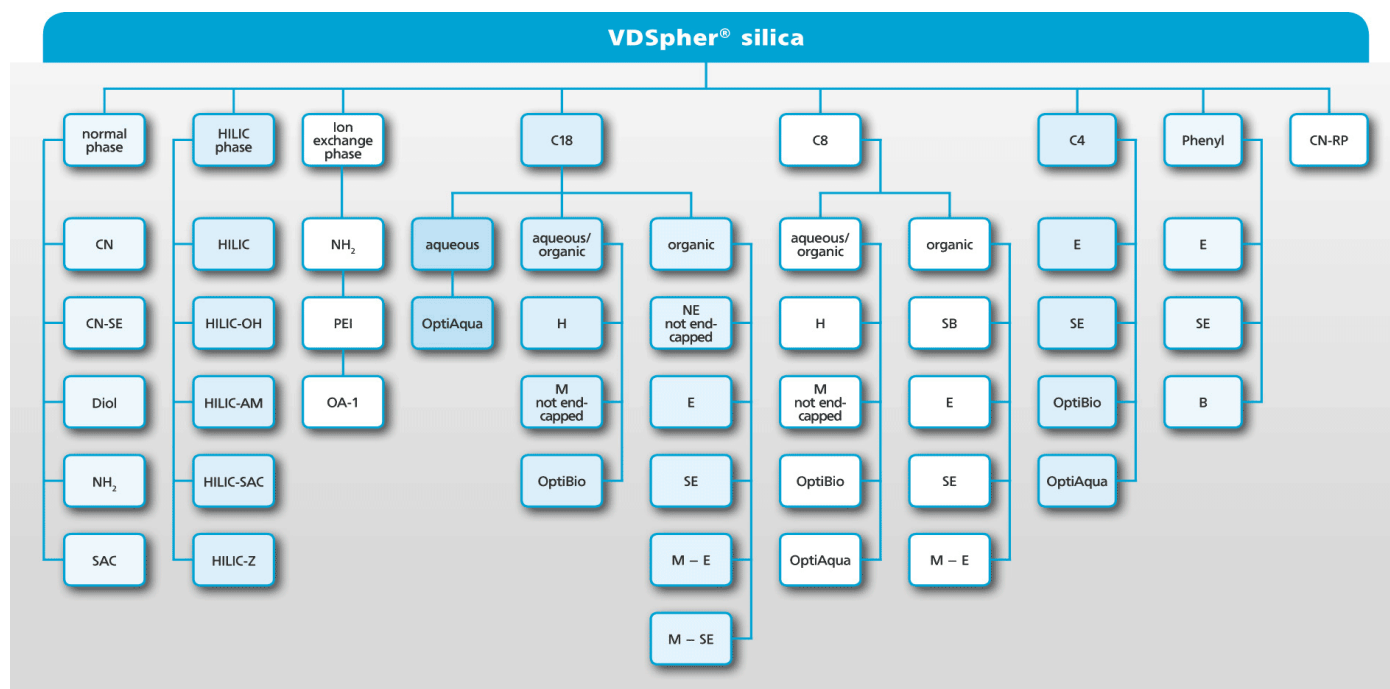 VDSpher® silica
normal
phase
HILIC
phase
Ion
exchange
phase
C18
C8
C4
Phenyl
CN-RP
CN
HILIC
NH₂
aqueous
aqueous/
organic
organic
aqueous/
organic
organic
E
E
CN-SE
HILIC-OH
PEI
OptiAqua
H
NE
not end-
capped
H
SB
SE
SE
Diol
HILIC-AM
OA-1
M
not end-
capped
E
M
not end-
capped
E
OptiBio
B
NH₂
HILIC-SAC
OptiBio
SE
OptiBio
SE
OptiAqua
SAC
HILIC-Z
M – E
OptiAqua
M – E
M – SE